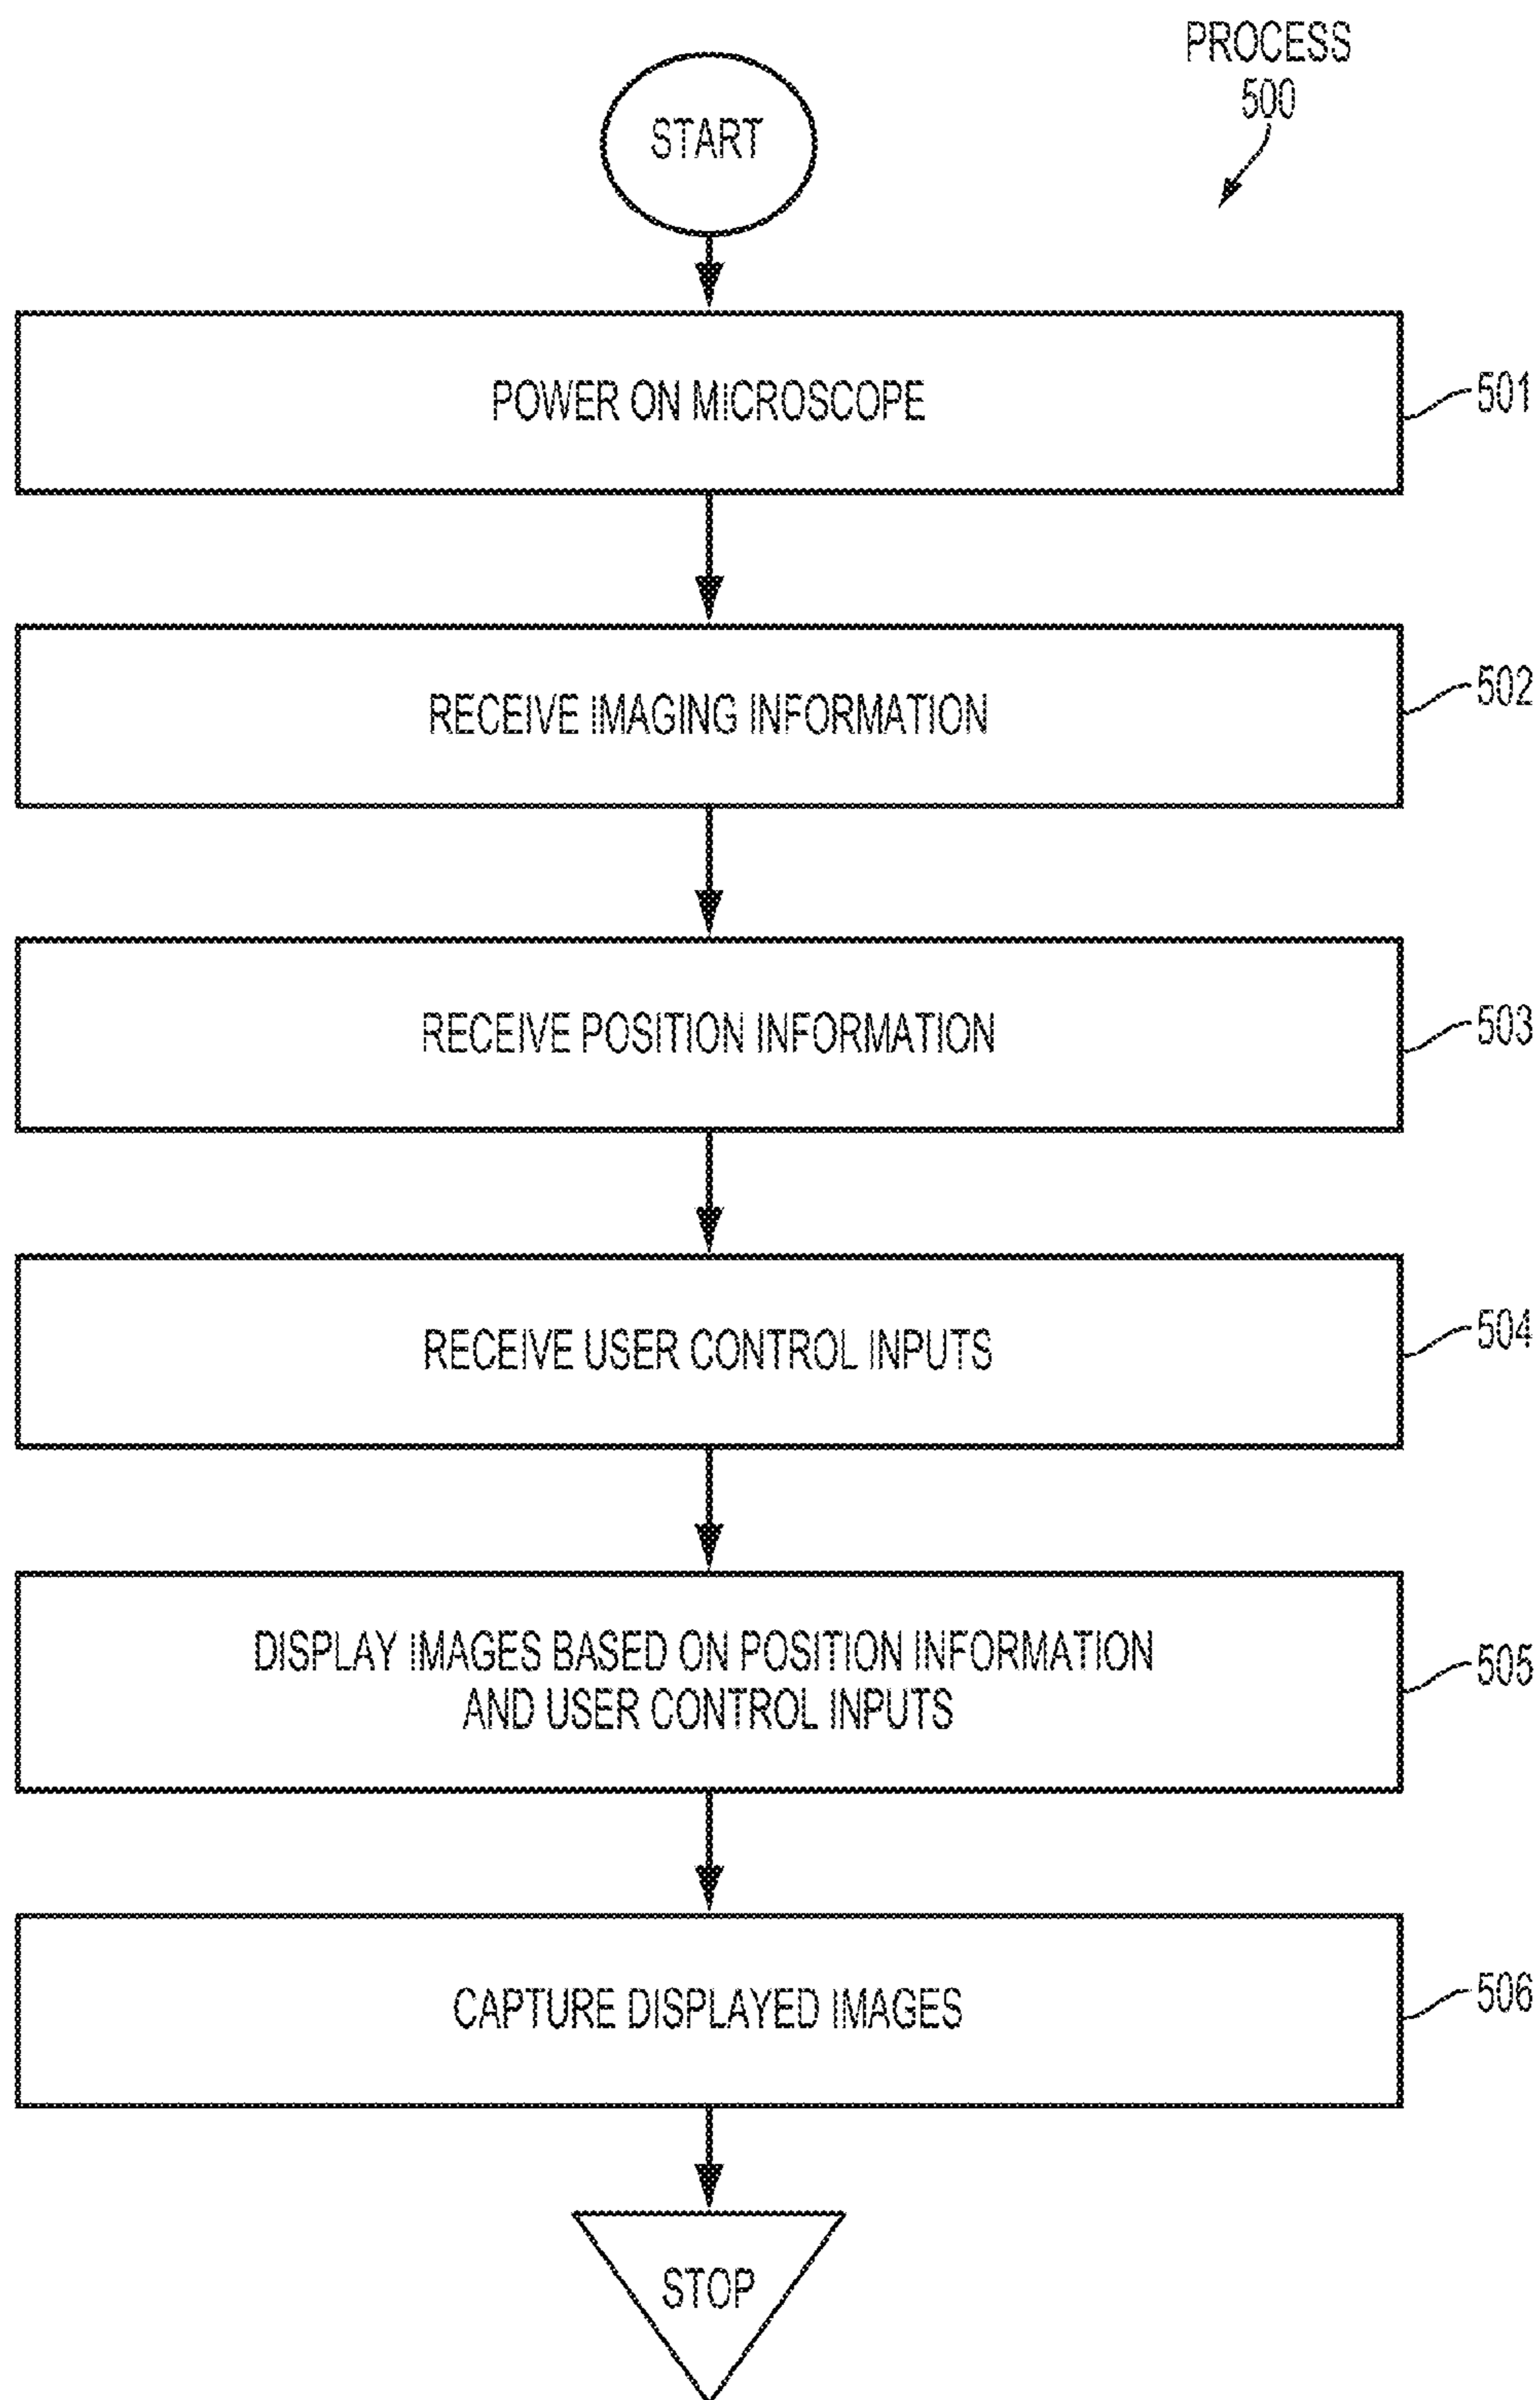 PROCESS
500
START
POWER ON MICROSCOPE
501
RECEIVE IMAGING INFORMATION
502
RECEIVE POSITION INFORMATION
503
RECEIVE USER CONTROL INPUTS
504
DISPLAY IMAGES BASED ON POSITION INFORMATION
AND USER CONTROL INPUTS
505
CAPTURE DISPLAYED IMAGES
506
STOP